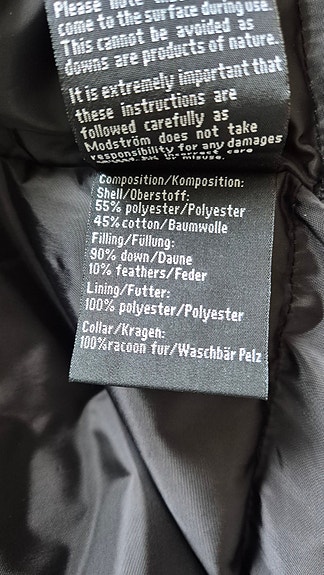 Please note that
come to the surface during use.
This cannot be avoided as
downs are products of nature.
It is extremely important that
these instructions are
followed carefully as
Modström does not take
responsibility for any damages
care
misuse.
Composition/Komposition:
Shell/Oberstoff:
55% polyester/Polyester
45%cotton/Baumwolle
Filling/Füllung:
90% down/Daune
10% feathers/Feder
Lining/Futter:
100% polyester/Polyester
Collar/Kragen:
100%racoon fur/Waschbär Pelz